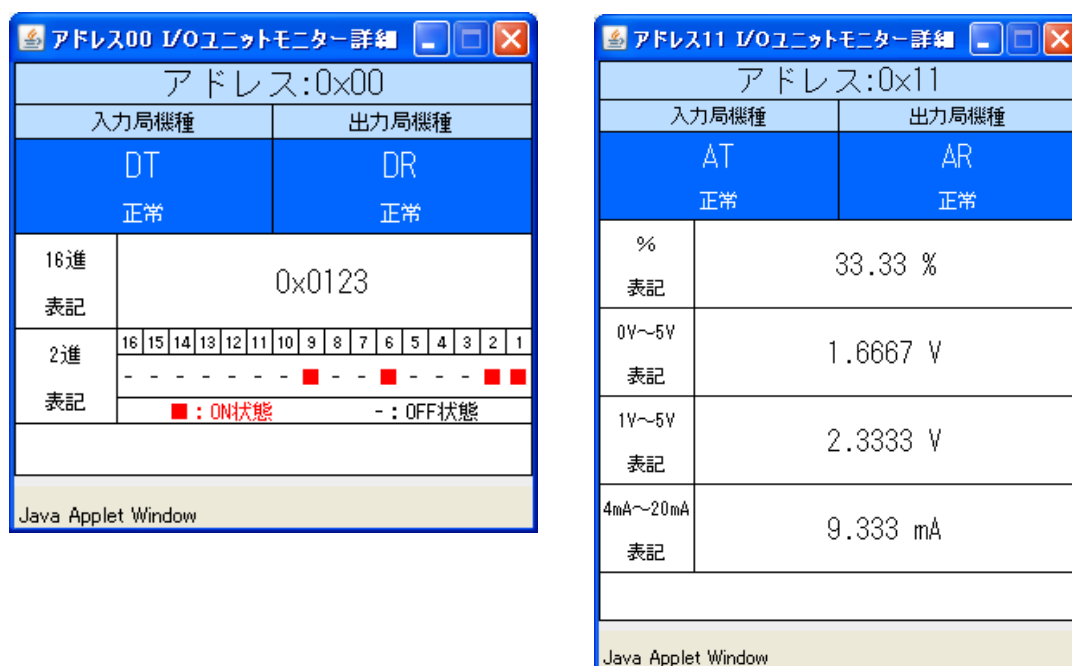 アドレス00 I/Oユニットモニター詳細
アドレス:0x00
入力局機種 出力局機種
DT DR
正常 正常
16進
表記
0x0123
2進
表記
16 15 14 13 12 11 10 9 8 7 6 5 4 3 2 1
- - - - - - - ■ - - ■ - - - ■ ■
■：ON状態 -：OFF状態
Java Applet Window
アドレス11 I/Oユニットモニター詳細
アドレス:0x11
入力局機種 出力局機種
AT AR
正常 正常
%
表記
33.33 %
0V～5V
表記
1.6667 V
1V～5V
表記
2.3333 V
4mA～20mA
表記
9.333 mA
Java Applet Window